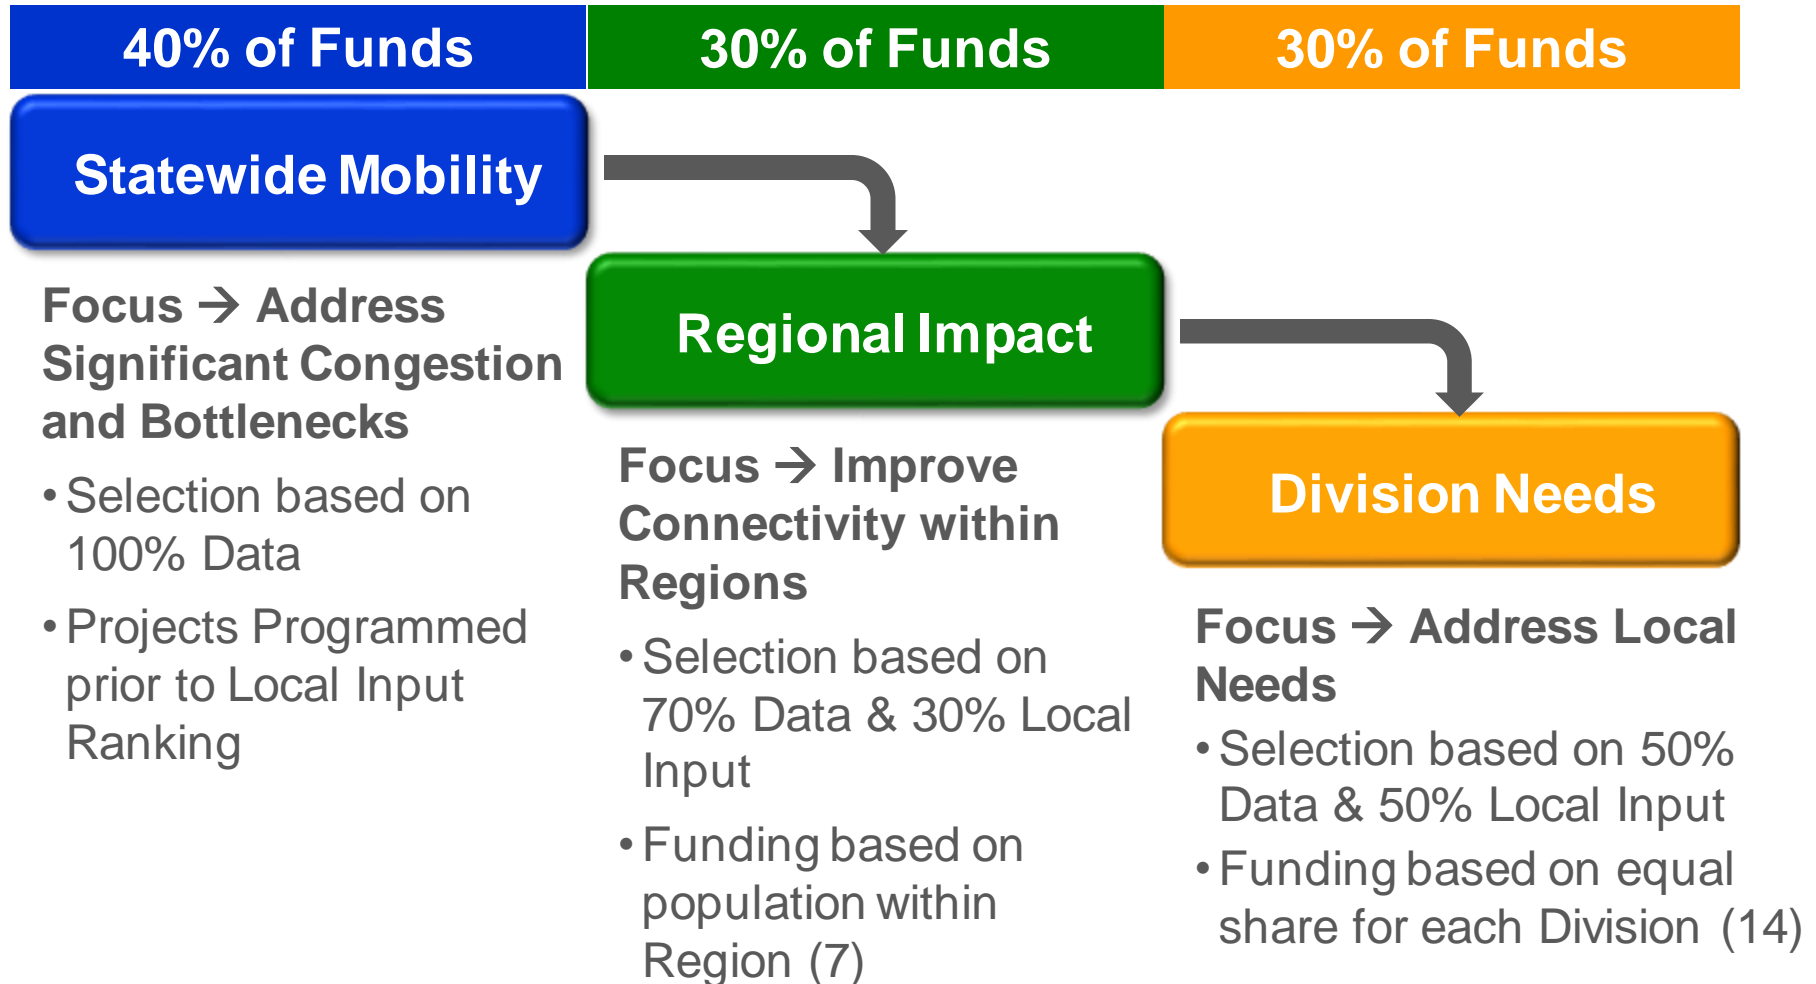 40% of Funds
30% of Funds
30% of Funds
Statewide Mobility
Focus → Address
Significant Congestion
and Bottlenecks
• Selection based on
100% Data
• Projects Programmed
prior to Local Input
Ranking
Regional Impact
Focus → Improve
Connectivity within
Regions
• Selection based on
70% Data & 30% Local
Input
• Funding based on
population within
Region (7)
Division Needs
Focus → Address Local
Needs
• Selection based on 50%
Data & 50% Local Input
• Funding based on equal
share for each Division (14)